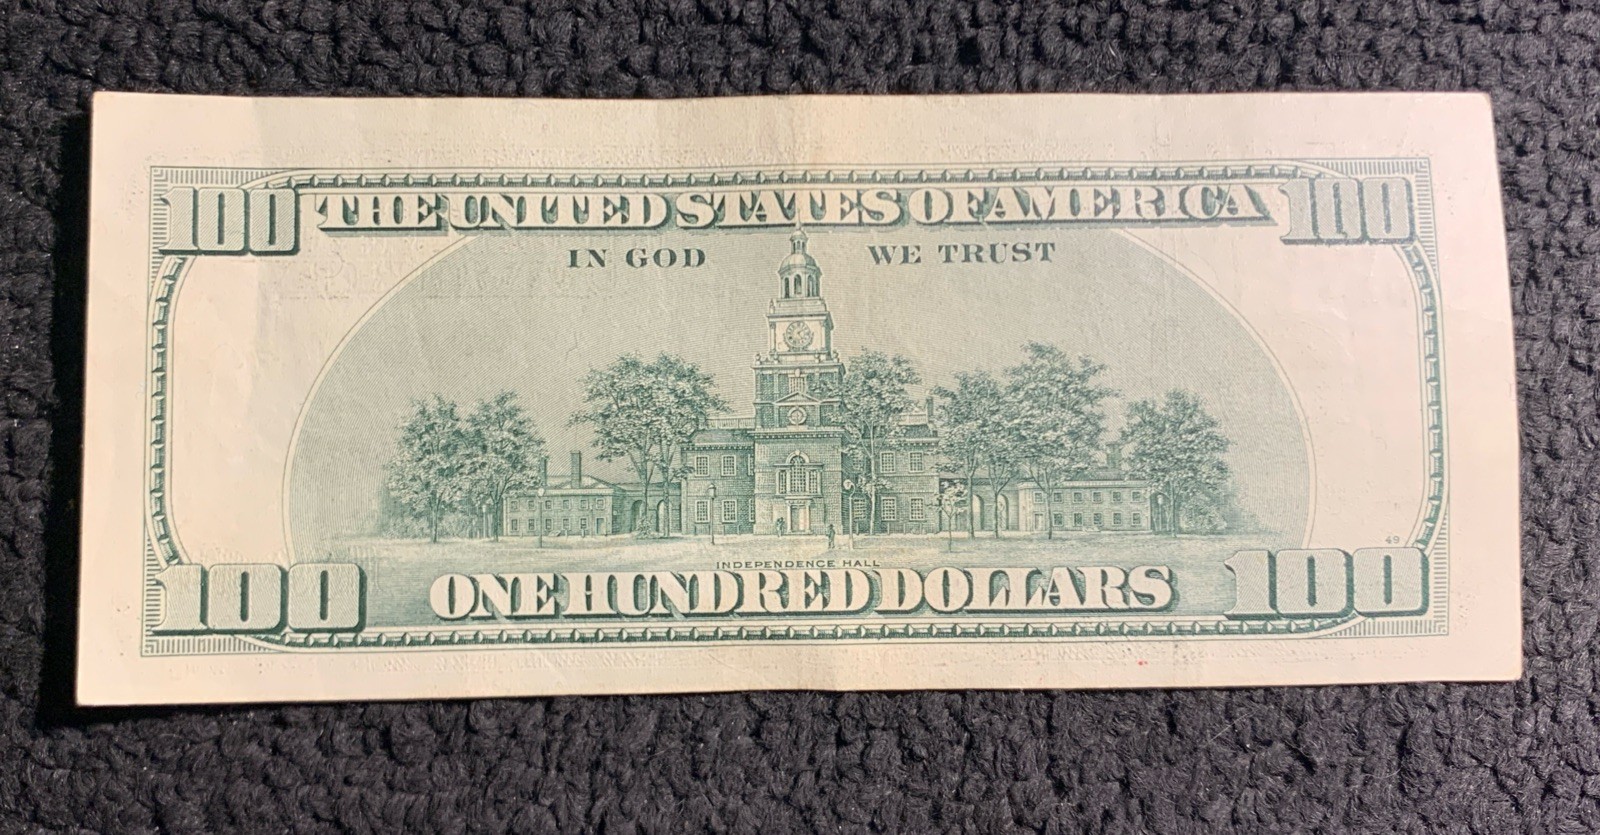 100 THE UNITED STATES OF AMERICA 100
IN GOD WE TRUST
49
INDEPENDENCE HALL
100 ONE HUNDRED DOLLARS 100